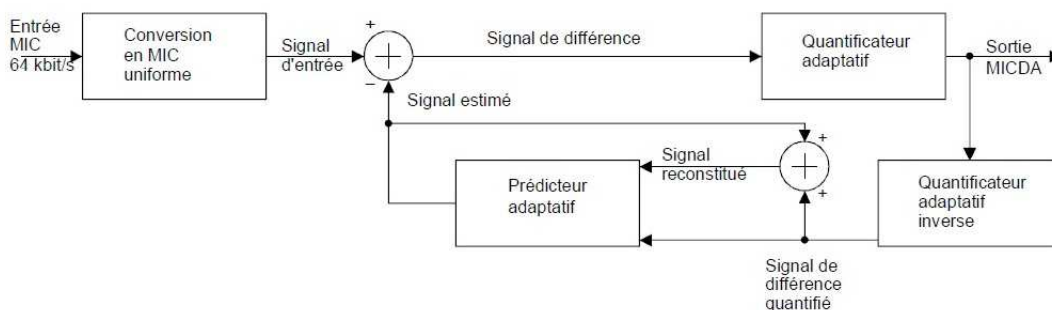 Entrée
MIC
64 kbit/s
Conversion
en MIC
uniforme
Signal
d'entrée
+
−
Signal de différence
Quantificateur
adaptatif
Sortie
MICDA
Signal estimé
+
+
Signal
reconstitué
Prédicteur
adaptatif
Quantificateur
adaptatif
inverse
Signal de
différence
quantifié